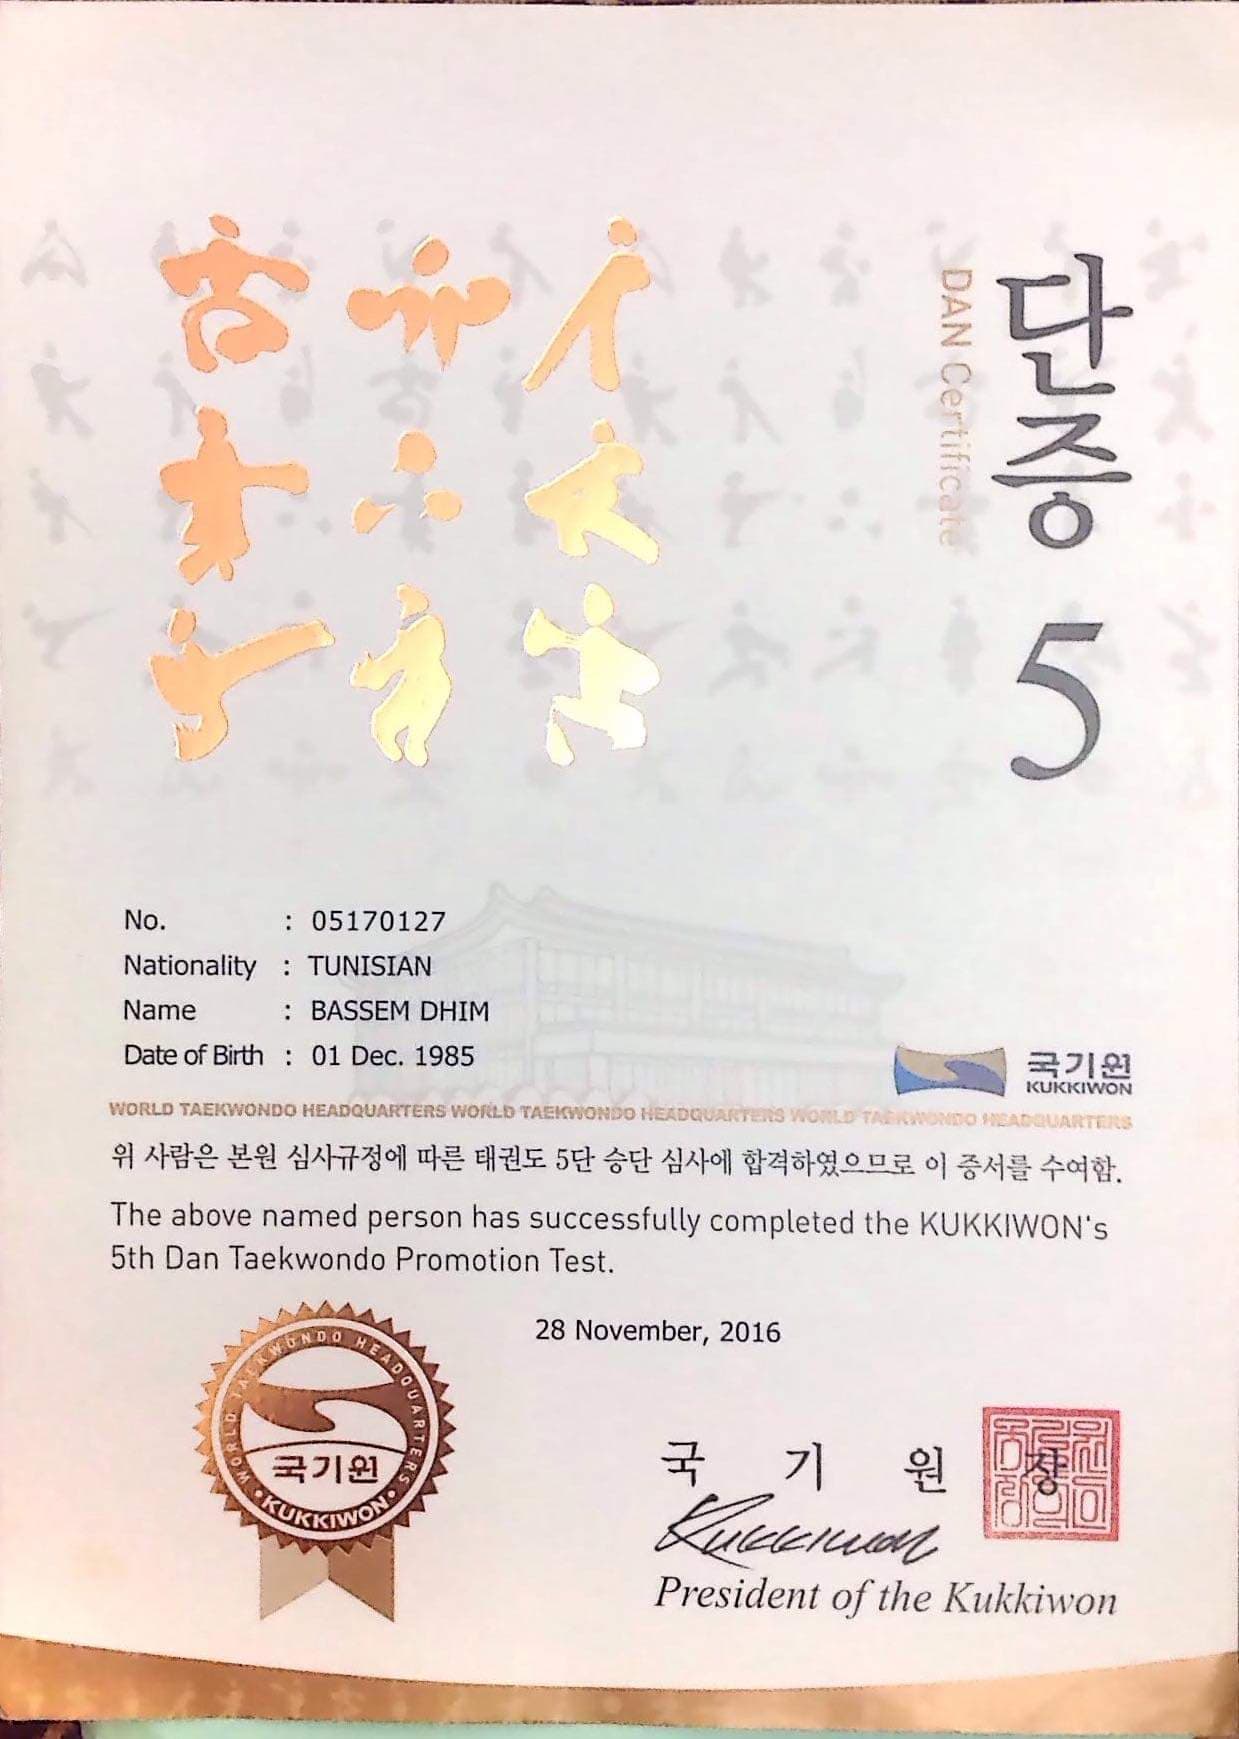 단증 5
DAN Certificate
No. : 05170127
Nationality : TUNISIAN
Name : BASSEM DHIM
Date of Birth : 01 Dec. 1985
국기원
KUKKIWON
WORLD TAEKWONDO HEADQUARTERS WORLD TAEKWONDO HEADQUARTERS WORLD TAEKWONDO HEADQUARTERS
위 사람은 본원 심사규정에 따른 태권도 5단 승단 심사에 합격하였으므로 이 증서를 수여함.
The above named person has successfully completed the KUKKIWON's
5th Dan Taekwondo Promotion Test.
28 November, 2016
WORLD TAEKWONDO HEADQUARTERS
국기원
•KUKKIWON•
국 기 원 장
Kukkiwon
President of the Kukkiwon